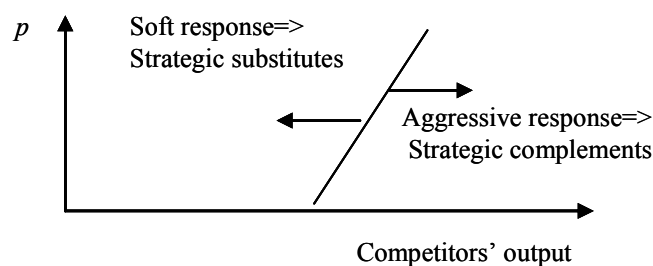 p
Soft response=>
Strategic substitutes
Aggressive response=>
Strategic complements
Competitors’ output